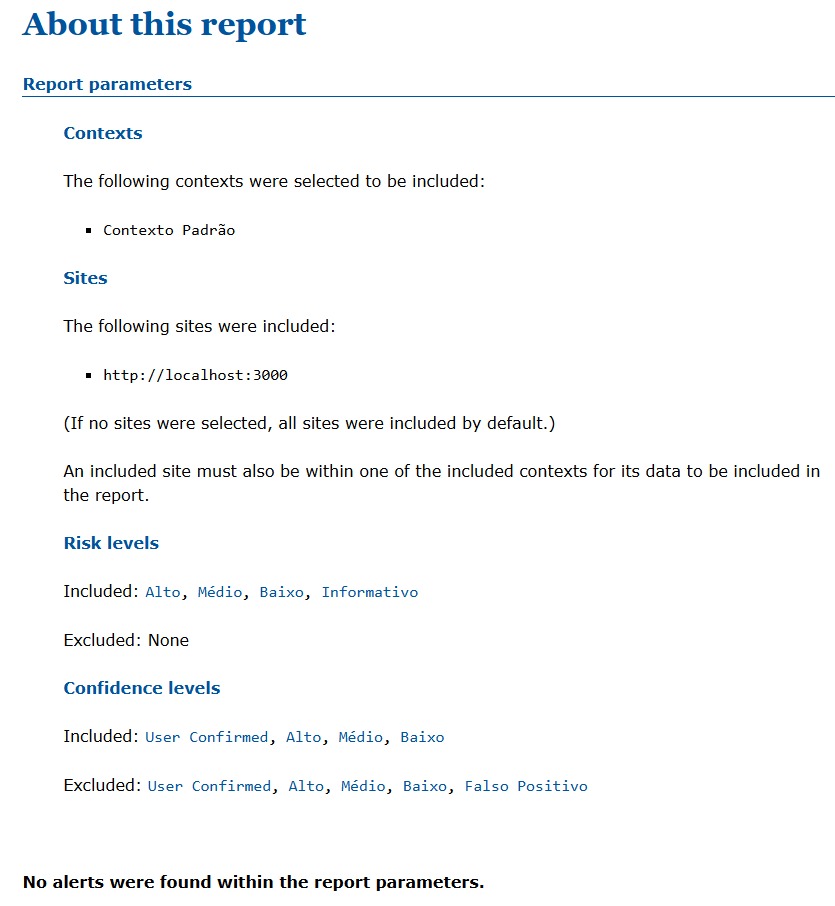 About this report
Report parameters
Contexts
The following contexts were selected to be included:
Contexto Padrão
Sites
The following sites were included:
http://localhost:3000
(If no sites were selected, all sites were included by default.)
An included site must also be within one of the included contexts for its data to be included in
the report.
Risk levels
Included: Alto, Médio, Baixo, Informativo
Excluded: None
Confidence levels
Included: User Confirmed, Alto, Médio, Baixo
Excluded: User Confirmed, Alto, Médio, Baixo, Falso Positivo
No alerts were found within the report parameters.